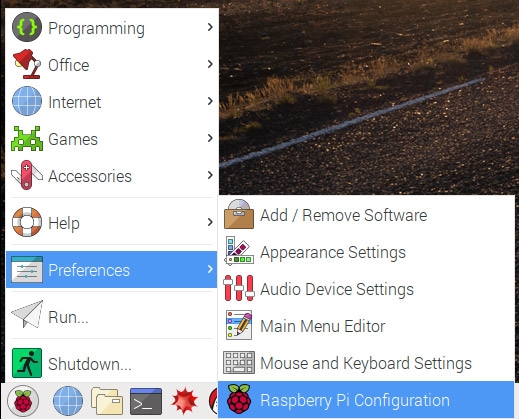 Programming
Office
Internet
Games
Accessories
Help
Preferences
Run...
Shutdown...
Add / Remove Software
Appearance Settings
Audio Device Settings
Main Menu Editor
Mouse and Keyboard Settings
Raspberry Pi Configuration